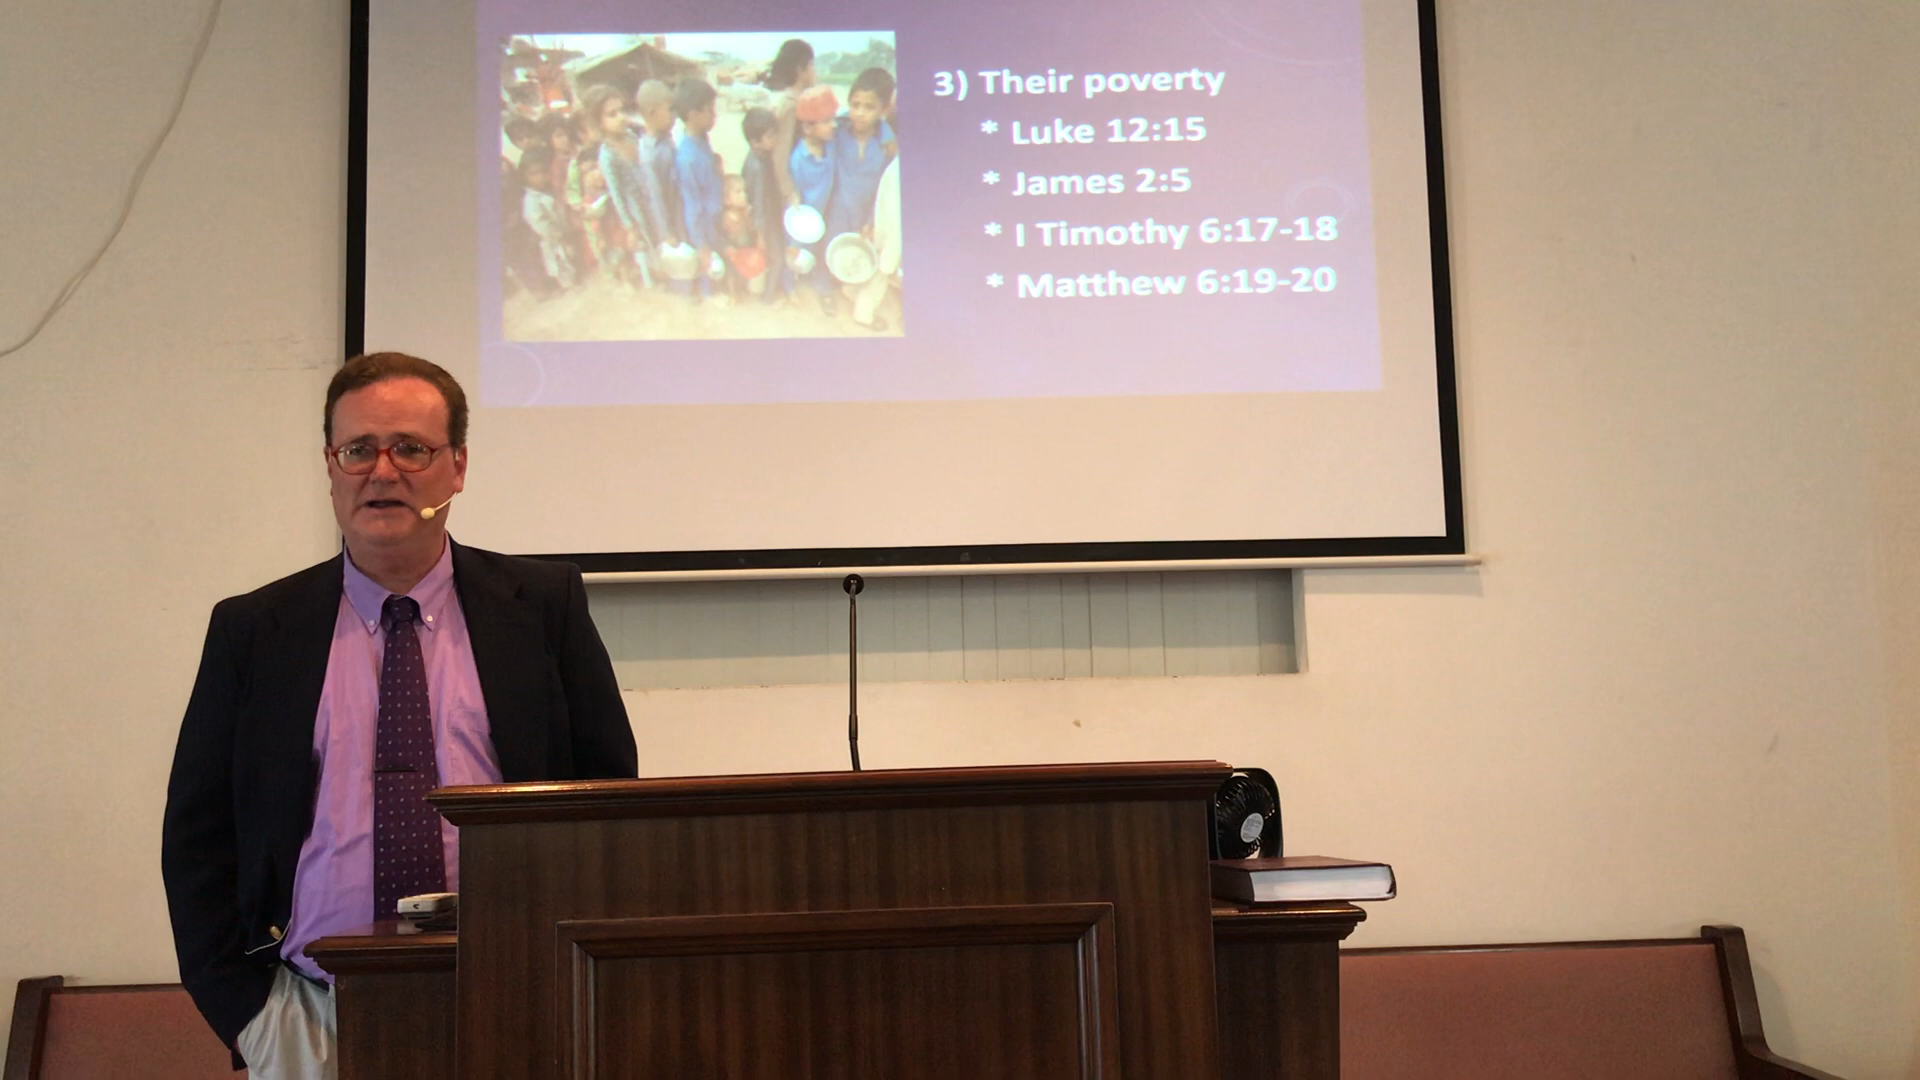 3) Their poverty
* Luke 12:15
* James 2:5
* I Timothy 6:17-18
* Matthew 6:19-20